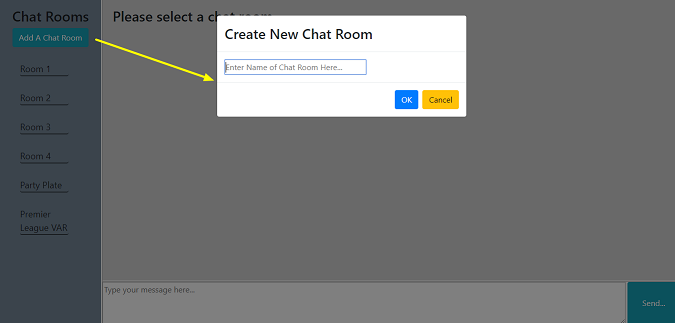 Chat Rooms
Add A Chat Room
Room 1
Room 2
Room 3
Room 4
Party Plate
Premier
League VAR
Please select a chat room
Create New Chat Room
Enter Name of Chat Room Here...
OK
Cancel
Type your message here...
Send...